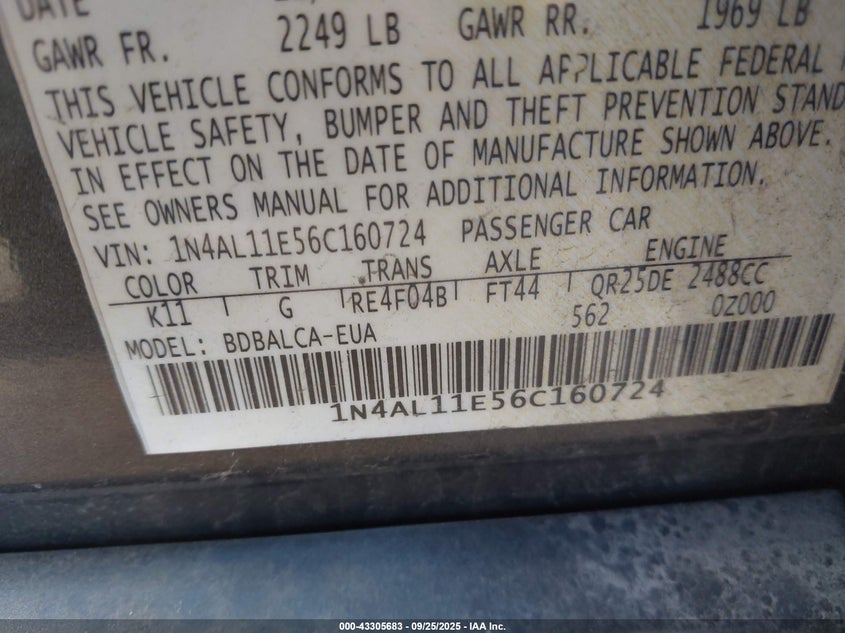 DATE
GAWR FR. 2249 LB GAWR RR. 1969 LB
THIS VEHICLE CONFORMS TO ALL APPLICABLE FEDERAL
VEHICLE SAFETY, BUMPER AND THEFT PREVENTION STAND
IN EFFECT ON THE DATE OF MANUFACTURE SHOWN ABOVE.
SEE OWNERS MANUAL FOR ADDITIONAL INFORMATION.
VIN: 1N4AL11E56C160724 PASSENGER CAR
COLOR TRIM TRANS AXLE ENGINE
K11 G RE4F04B FT44 QR25DE 2488CC
MODEL: BDBALCA-EUA 562 0Z000
1N4AL11E56C160724
000-43305683 - 09/25/2025 - IAA Inc.